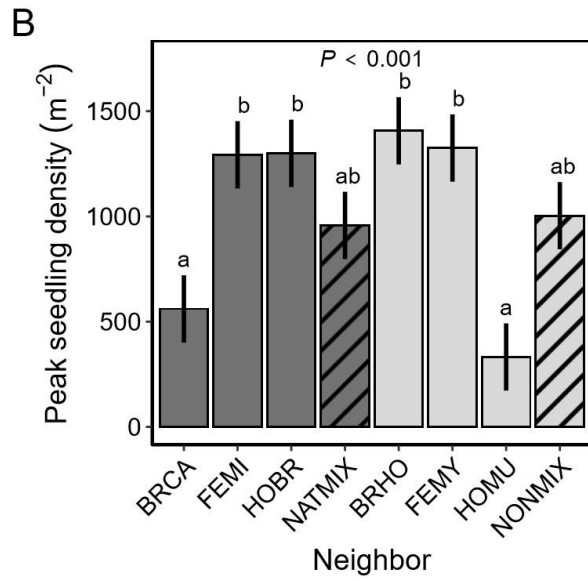 B
P < 0.001
Peak seedling density (m⁻²)
1500
1000
500
0
a
b
b
ab
b
b
a
ab
BRCA
FEMI
HOBR
NATMIX
BRHO
FEMY
HOMU
NONMIX
Neighbor